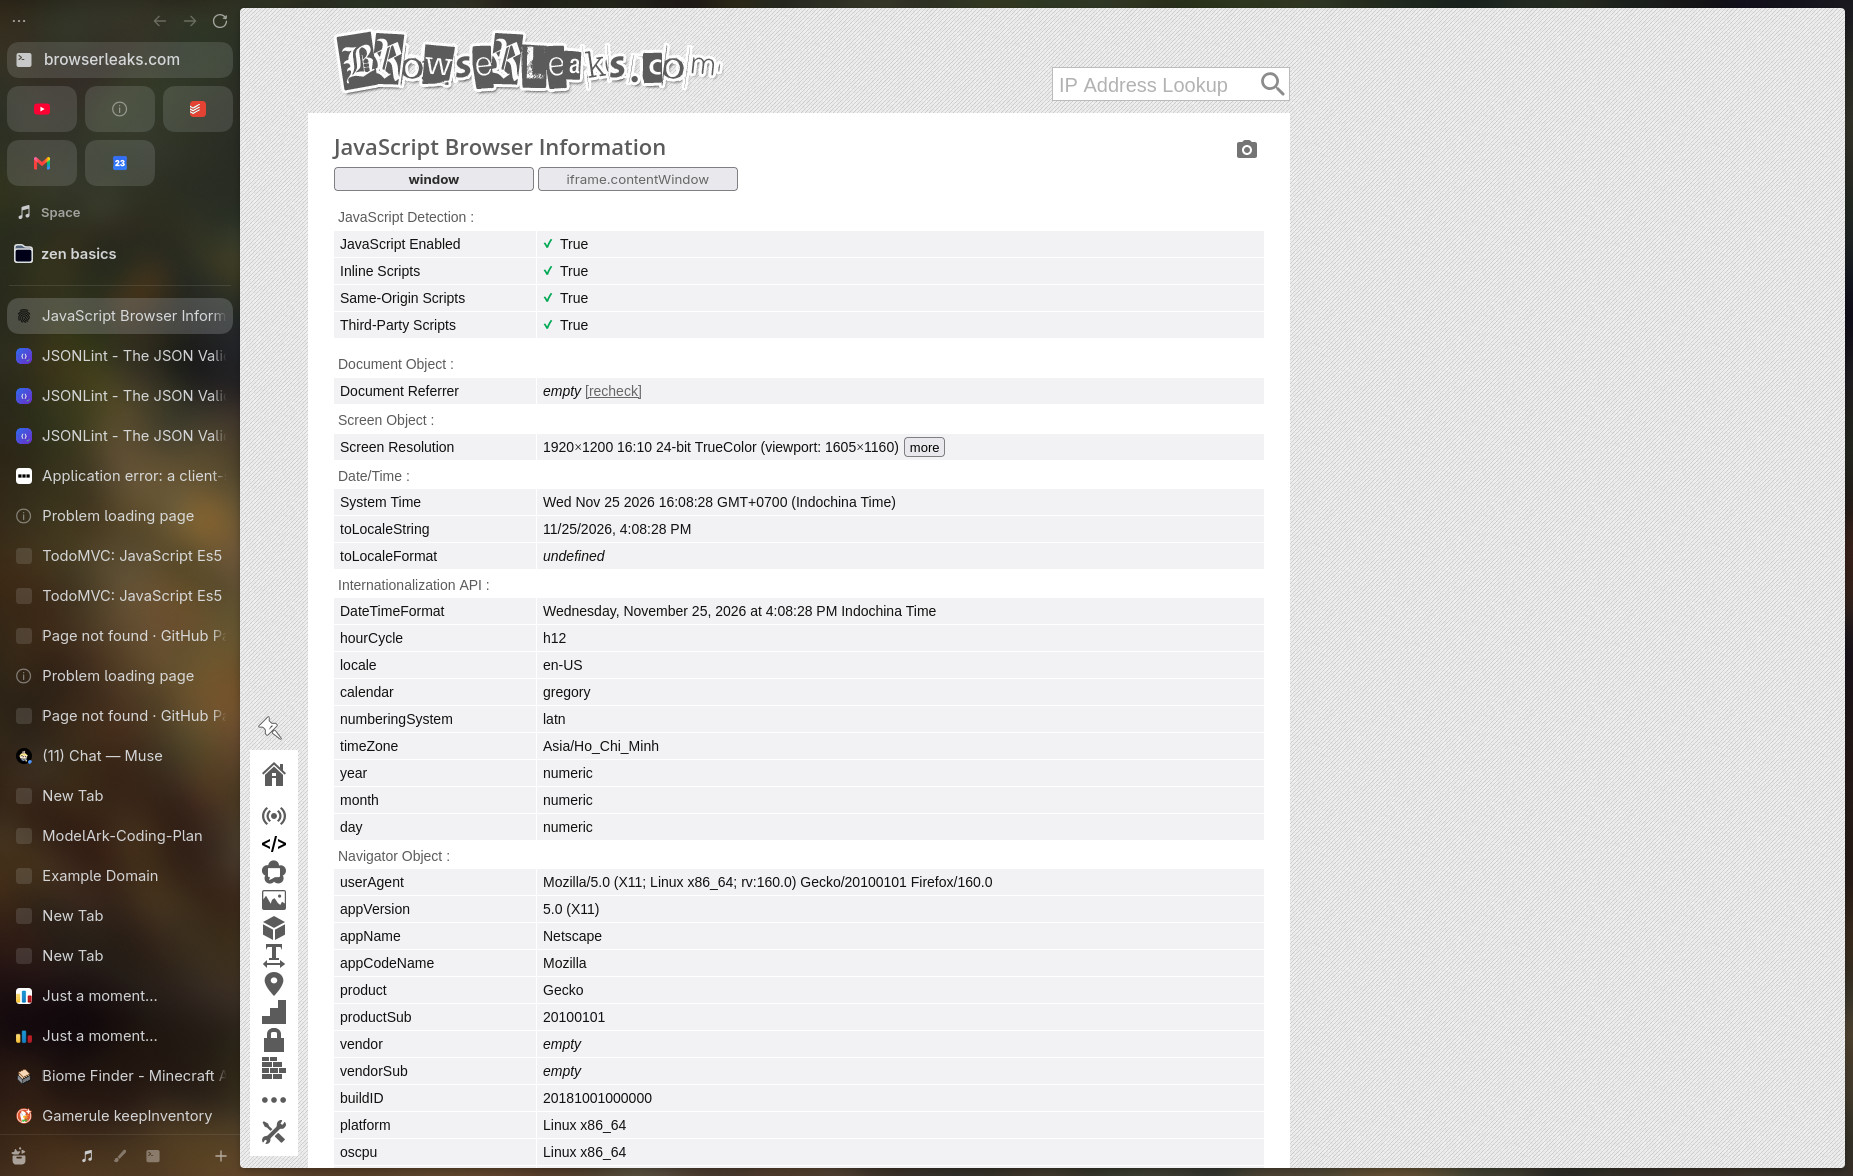 browserleaks.com
23
Space
zen basics
JavaScript Browser Inform
JSONLint - The JSON Vali
JSONLint - The JSON Vali
JSONLint - The JSON Vali
Application error: a client-
Problem loading page
TodoMVC: JavaScript Es5
TodoMVC: JavaScript Es5
Page not found · GitHub Pa
Problem loading page
Page not found · GitHub Pa
(11) Chat — Muse
New Tab
ModelArk-Coding-Plan
Example Domain
New Tab
New Tab
Just a moment...
Just a moment...
Biome Finder - Minecraft A
Gamerule keepInventory
BRowseRLeaks.com
IP Address Lookup
JavaScript Browser Information
window iframe.contentWindow
JavaScript Detection :
JavaScript Enabled ✓ True
Inline Scripts ✓ True
Same-Origin Scripts ✓ True
Third-Party Scripts ✓ True
Document Object :
Document Referrer empty [recheck]
Screen Object :
Screen Resolution 1920×1200 16:10 24-bit TrueColor (viewport: 1605×1160) more
Date/Time :
System Time Wed Nov 25 2026 16:08:28 GMT+0700 (Indochina Time)
toLocaleString 11/25/2026, 4:08:28 PM
toLocaleFormat undefined
Internationalization API :
DateTimeFormat Wednesday, November 25, 2026 at 4:08:28 PM Indochina Time
hourCycle h12
locale en-US
calendar gregory
numberingSystem latn
timeZone Asia/Ho_Chi_Minh
year numeric
month numeric
day numeric
Navigator Object :
userAgent Mozilla/5.0 (X11; Linux x86_64; rv:160.0) Gecko/20100101 Firefox/160.0
appVersion 5.0 (X11)
appName Netscape
appCodeName Mozilla
product Gecko
productSub 20100101
vendor empty
vendorSub empty
buildID 20181001000000
platform Linux x86_64
oscpu Linux x86_64